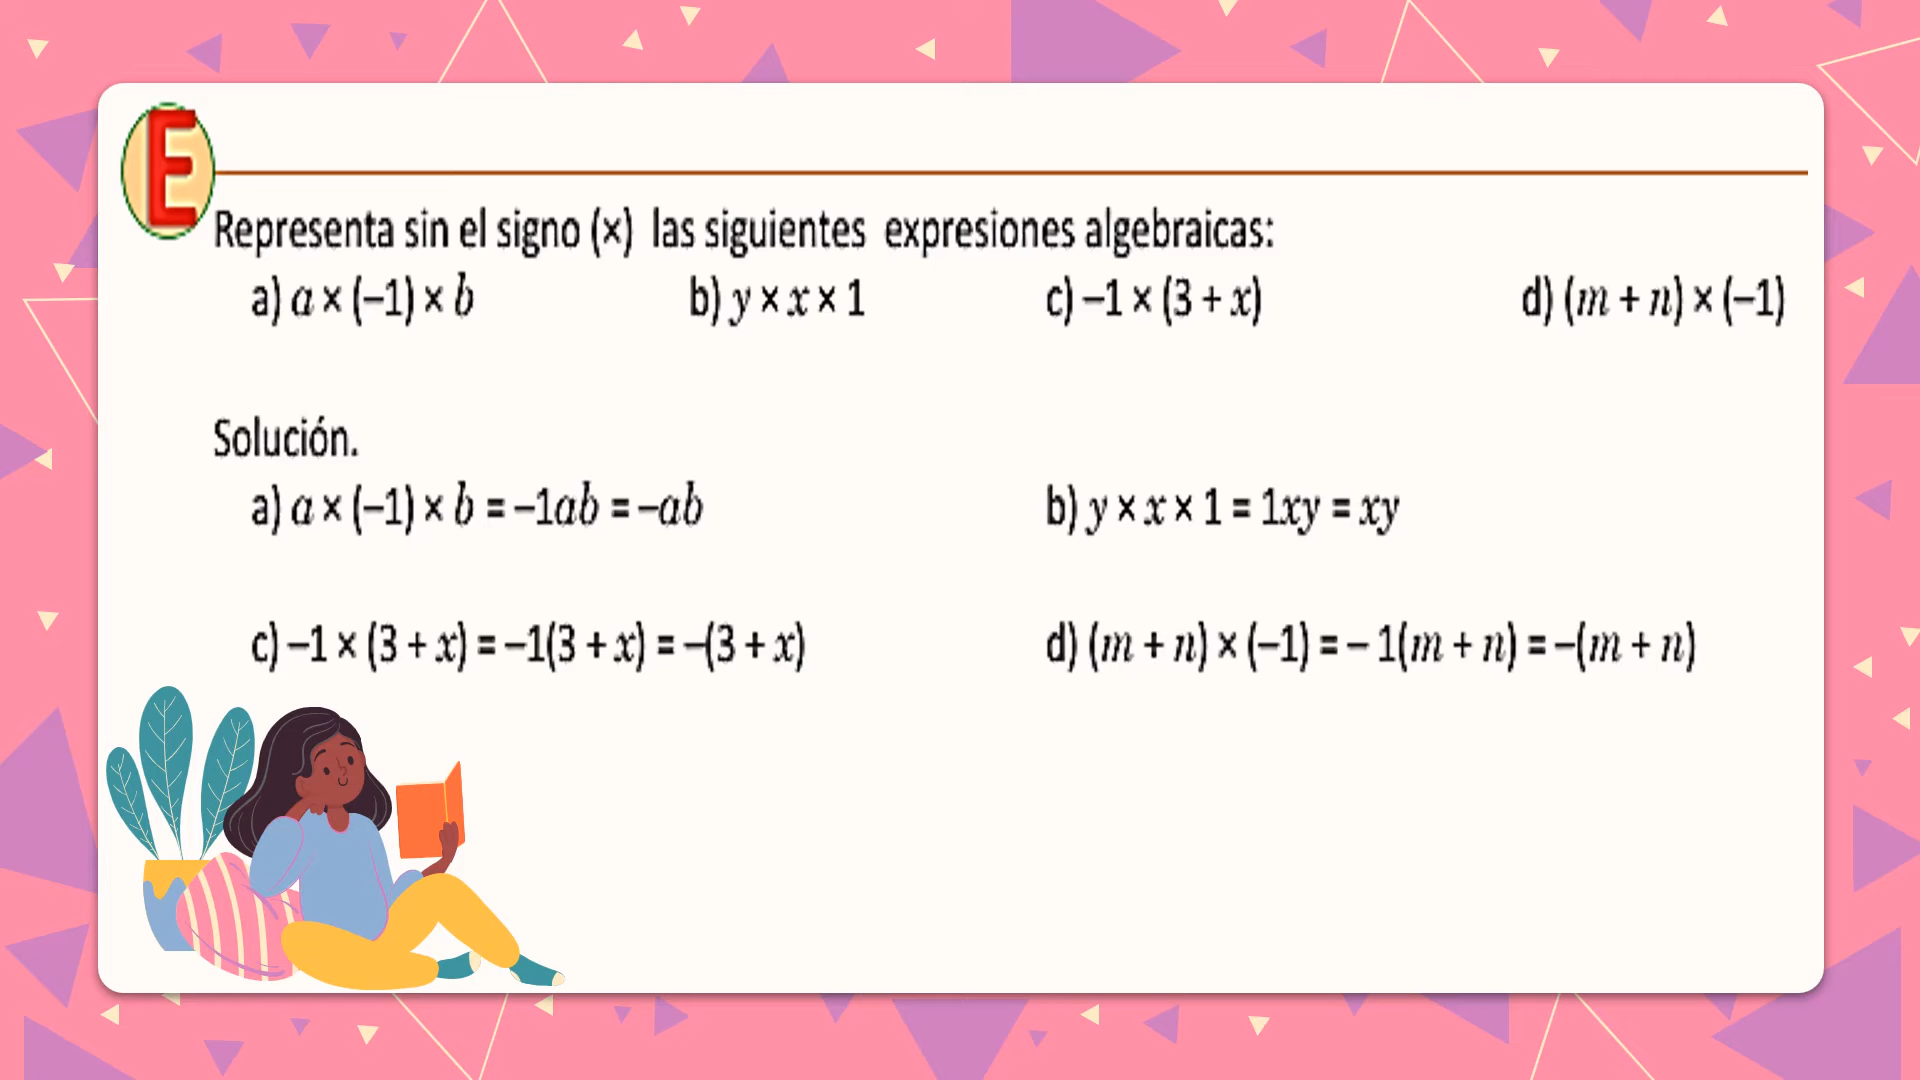 E
Representa sin el signo (×) las siguientes expresiones algebraicas:
a) a × (–1) × b b) y × x × 1 c) –1 × (3 + x) d) (m + n) × (–1)
Solución.
a) a × (–1) × b = –1ab = –ab b) y × x × 1 = 1xy = xy
c) –1 × (3 + x) = –1(3 + x) = –(3 + x) d) (m + n) × (–1) = – 1(m + n) = –(m + n)